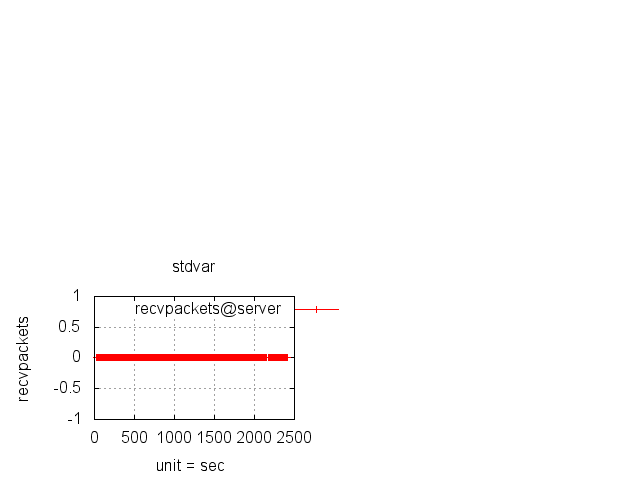 stdvar
recvpackets@server
recvpackets
1
0.5
0
-0.5
-1
0 500 1000 1500 2000 2500
unit = sec